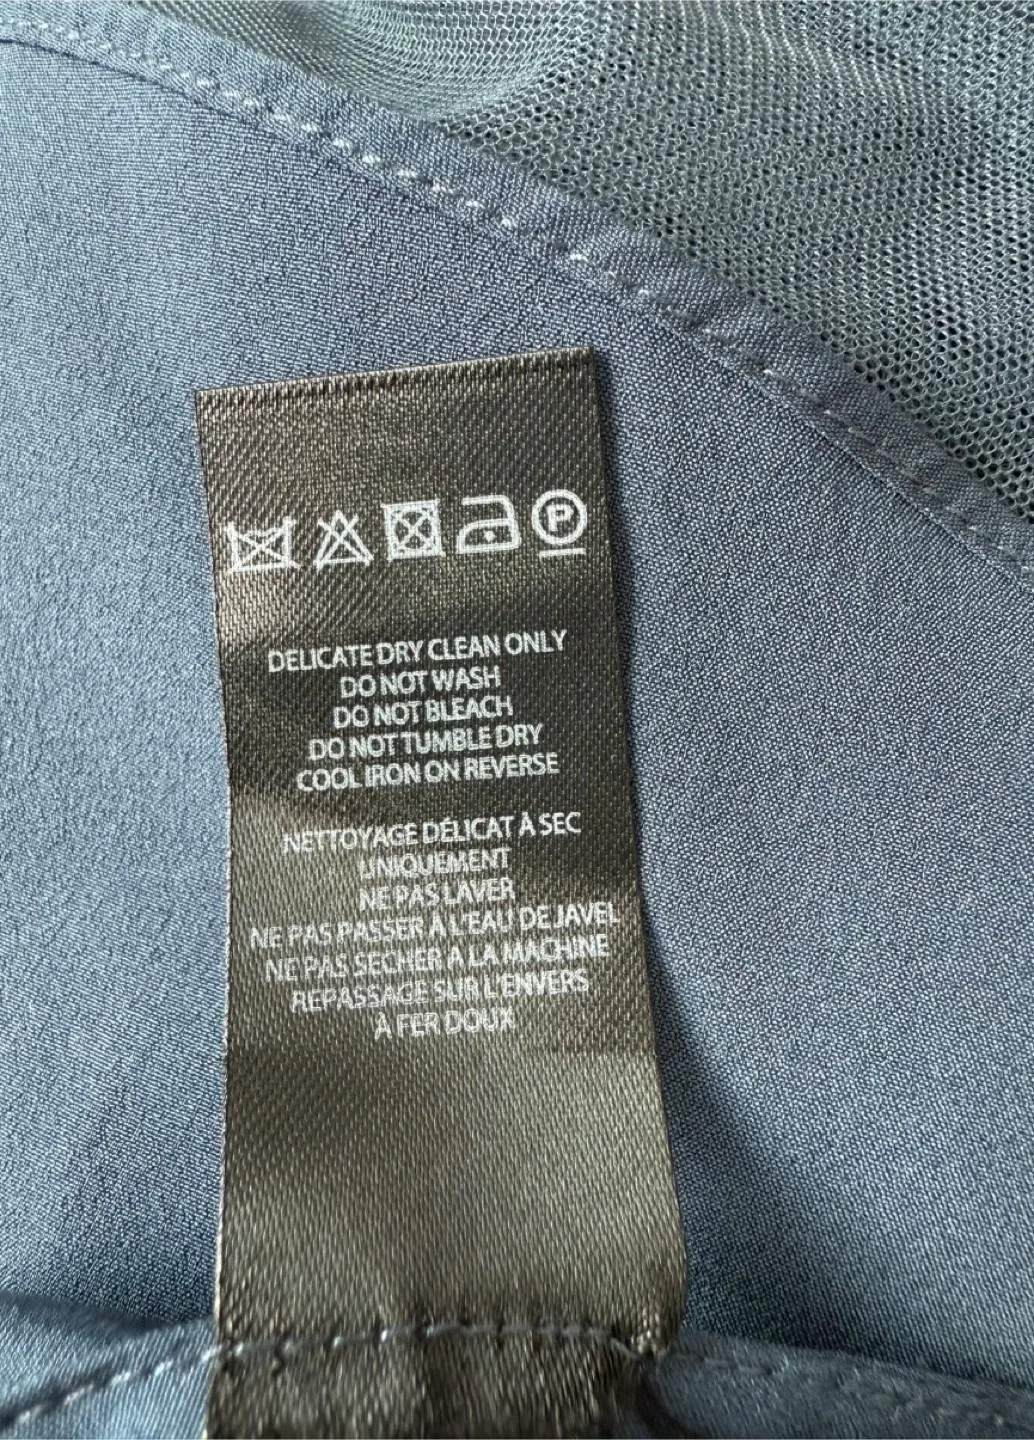 P
DELICATE DRY CLEAN ONLY
DO NOT WASH
DO NOT BLEACH
DO NOT TUMBLE DRY
COOL IRON ON REVERSE
NETTOYAGE DÉLICAT À SEC
UNIQUEMENT
NE PAS LAVER
NE PAS PASSER À L'EAU DE JAVEL
NE PAS SECHER A LA MACHINE
REPASSAGE SUR L'ENVERS
À FER DOUX